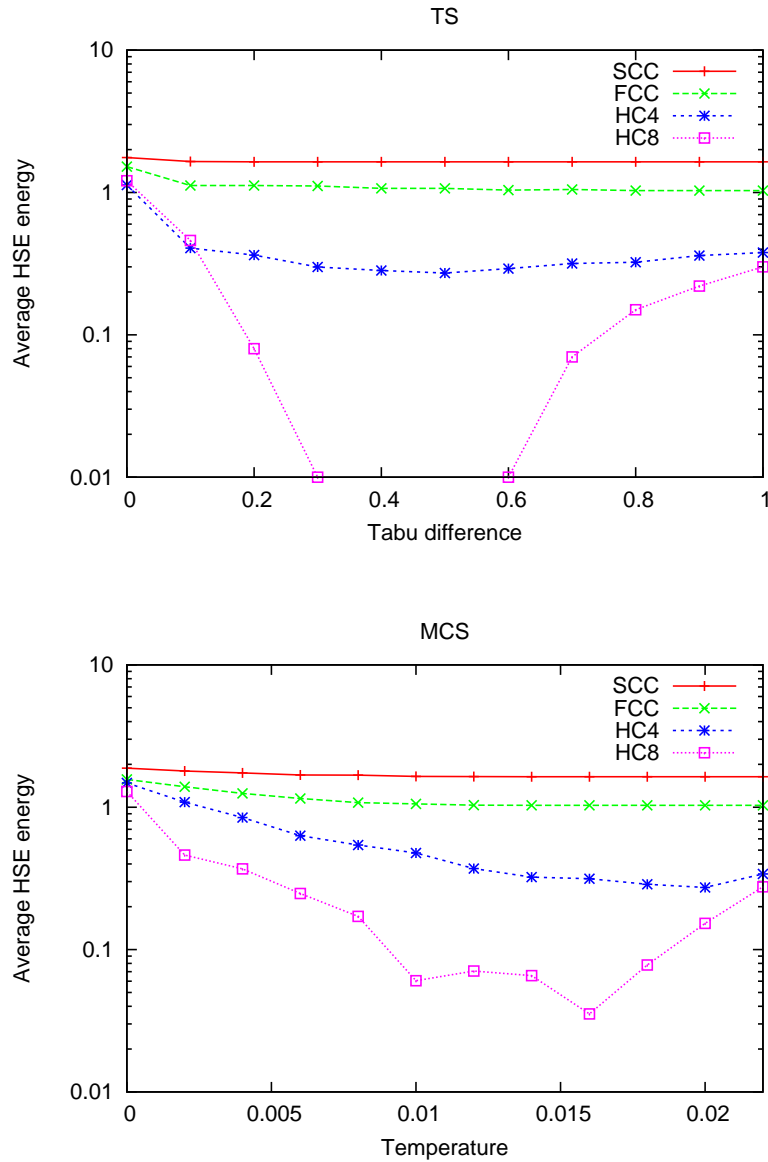 TS
10
1
0.1
0.01
Average HSE energy
SCC
FCC
HC4
HC8
0 0.2 0.4 0.6 0.8 1
Tabu difference
MCS
10
1
0.1
0.01
Average HSE energy
SCC
FCC
HC4
HC8
0 0.005 0.01 0.015 0.02
Temperature